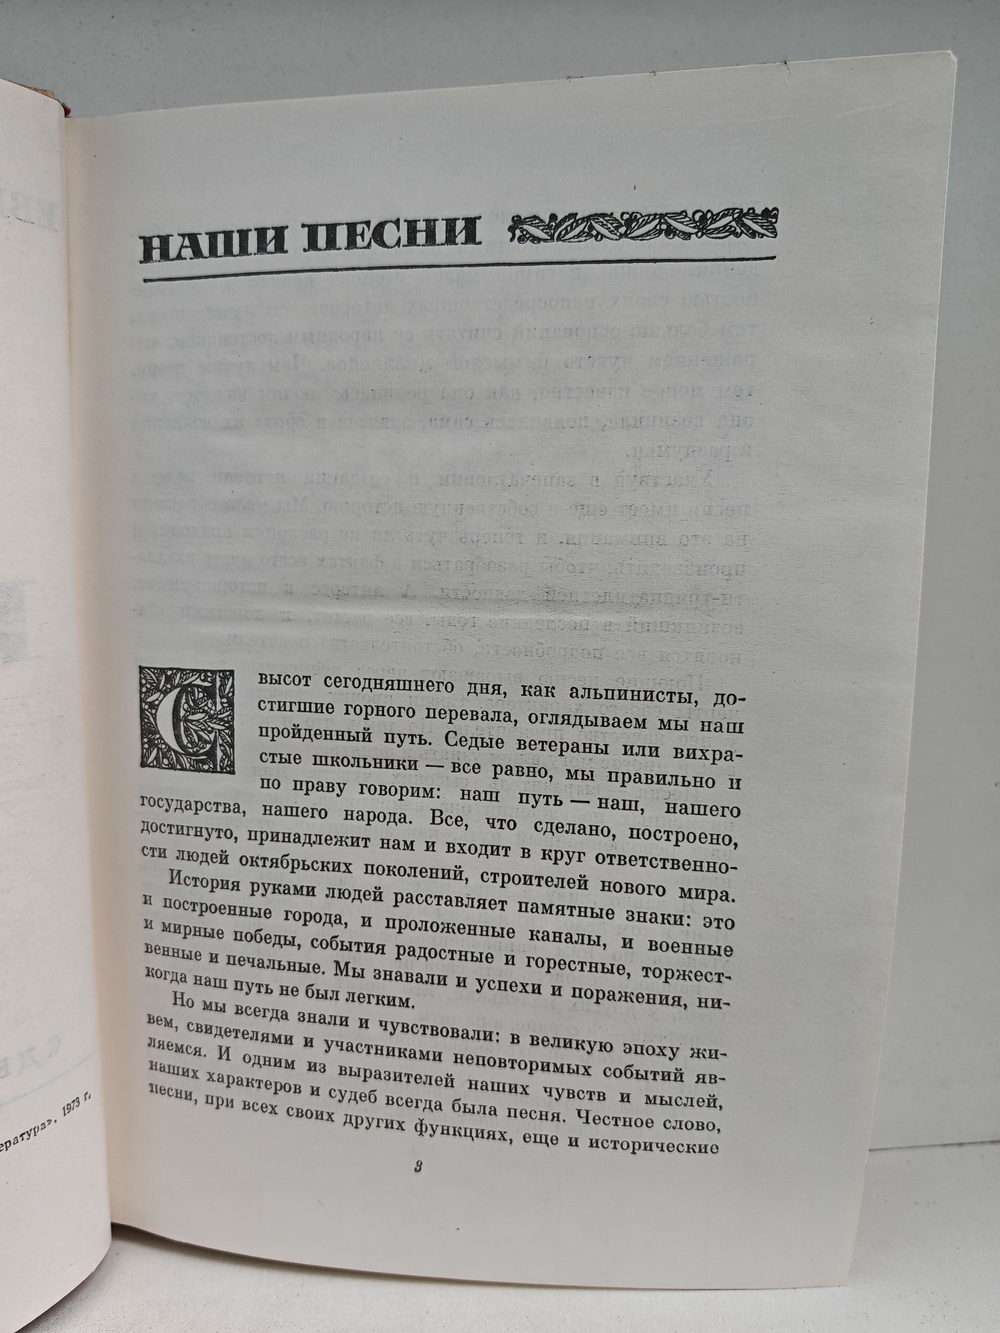 НАШИ ПЕСНИ
С высот сегодняшнего дня, как альпинисты, до-
стигшие горного перевала, оглядываем мы наш
пройденный путь. Седые ветераны или вихра-
стые школьники — все равно, мы правильно и
по праву говорим: наш путь — наш, нашего
государства, нашего народа. Все, что сделано, построено,
достигнуто, принадлежит нам и входит в круг ответственно-
сти людей октябрьских поколений, строителей нового мира.
История руками людей расставляет памятные знаки: это
и построенные города, и проложенные каналы, и военные
и мирные победы, события радостные и горестные, торжест-
венные и печальные. Мы знавали и успехи и поражения, ни-
когда наш путь не был легким.
Но мы всегда знали и чувствовали: в великую эпоху жи-
вем, свидетелями и участниками неповторимых событий яв-
ляемся. И одним из выразителей наших чувств и мыслей,
наших характеров и судеб всегда была песня. Честное слово,
песни, при всех своих других функциях, еще и исторические
3
ература», 1973 г.